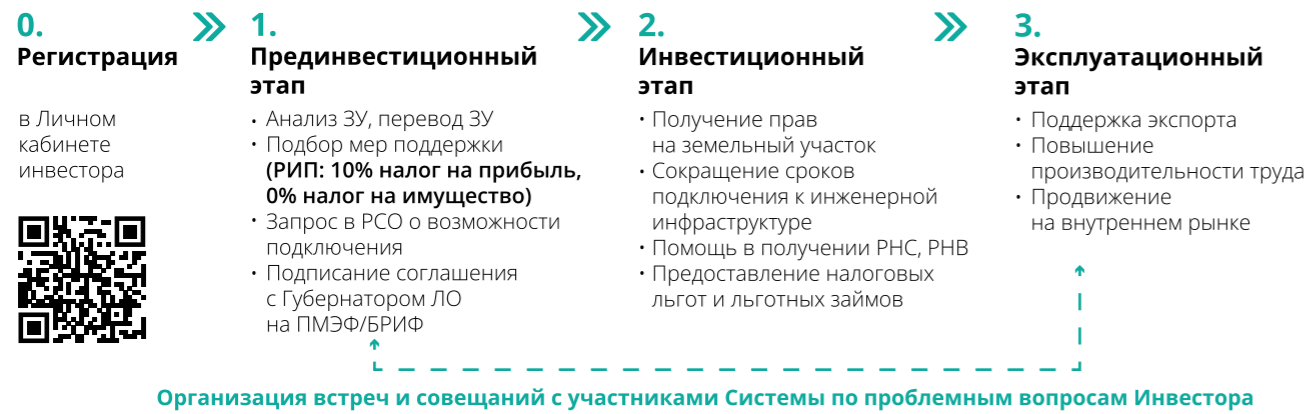 0.
Регистрация
в Личном
кабинете
инвестора
1.
Прединвестиционный
этап
• Анализ ЗУ, перевод ЗУ
• Подбор мер поддержки
(РИП: 10% налог на прибыль,
0% налог на имущество)
• Запрос в РСО о возможности
подключения
• Подписание соглашения
с Губернатором ЛО
на ПМЭФ/БРИФ
2.
Инвестиционный
этап
• Получение прав
на земельный участок
• Сокращение сроков
подключения к инженерной
инфраструктуре
• Помощь в получении РНС, РНВ
• Предоставление налоговых
льгот и льготных займов
3.
Эксплуатационный
этап
• Поддержка экспорта
• Повышение
производительности труда
• Продвижение
на внутреннем рынке
Организация встреч и совещаний с участниками Системы по проблемным вопросам Инвестора